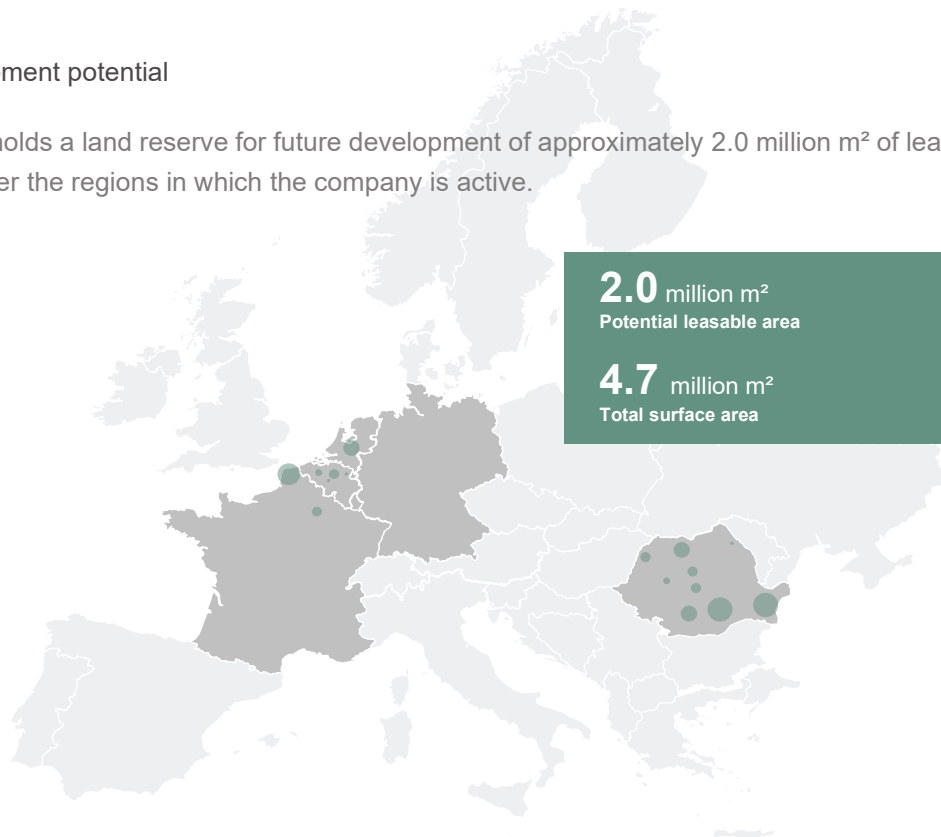 ment potential
holds a land reserve for future development of approximately 2.0 million m² of lea
er the regions in which the company is active.
2.0 million m²
Potential leasable area
4.7 million m²
Total surface area